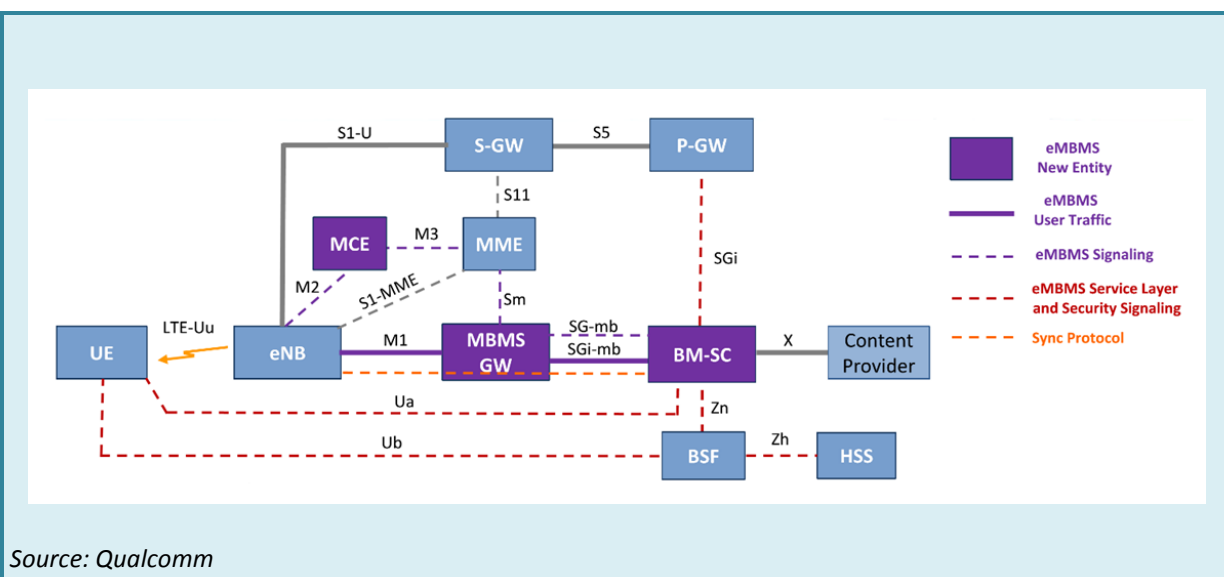 S1-U
S-GW
S5
P-GW
S11
MCE
M3
MME
M2
S1-MME
Sm
SGi
LTE-Uu
UE
eNB
M1
MBMS
GW
SG-mb
SGi-mb
BM-SC
X
Content
Provider
Ua
Zn
Ub
BSF
Zh
HSS
eMBMS
New Entity
eMBMS
User Traffic
eMBMS Signaling
eMBMS Service Layer
and Security Signaling
Sync Protocol
Source: Qualcomm